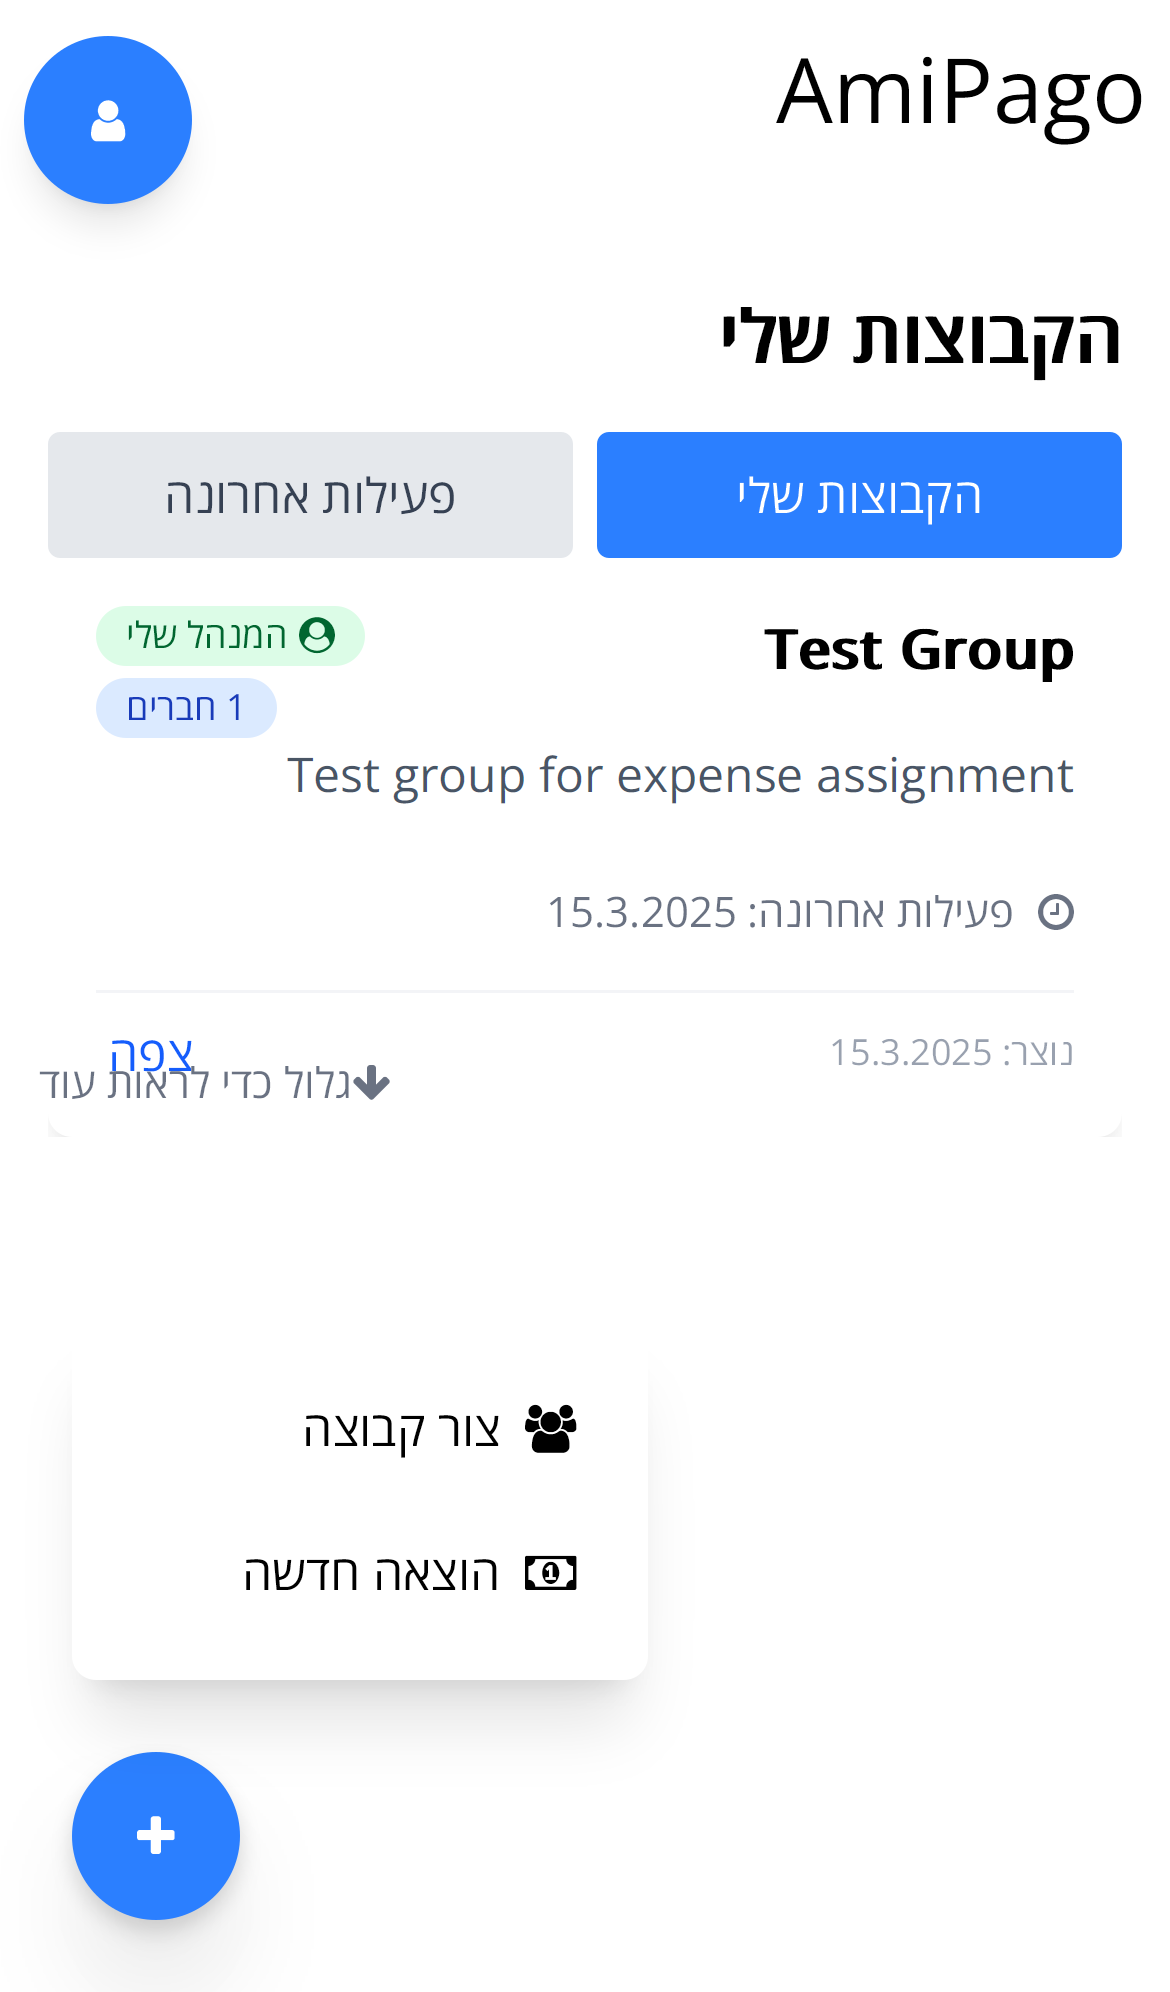 AmiPago
הקבוצות שלי
הקבוצות שלי
פעילות אחרונה
Test Group
המנהל שלי
1 חברים
Test group for expense assignment
פעילות אחרונה: 15.3.2025
נוצר: 15.3.2025
צפה
גלול כדי לראות עוד
צור קבוצה
הוצאה חדשה